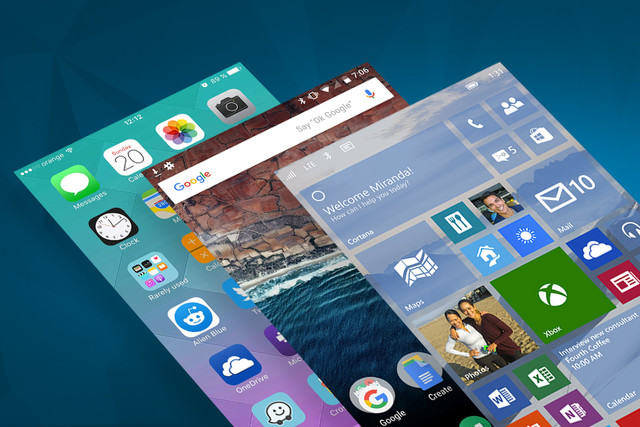 orange
12:12
89 %
Messages
Sunday
20
Clock
Rarely used
Alien Blue
OneDrive
7:06
Google
Say "Ok Google"
Google
Create
LTE
1:31
Welcome Miranda!
How can I help you today?
Cortana
5
10
Mail
Maps
Xbox
Photos
Interview new consultant
Fourth Coffee
10:00 AM
Calendar